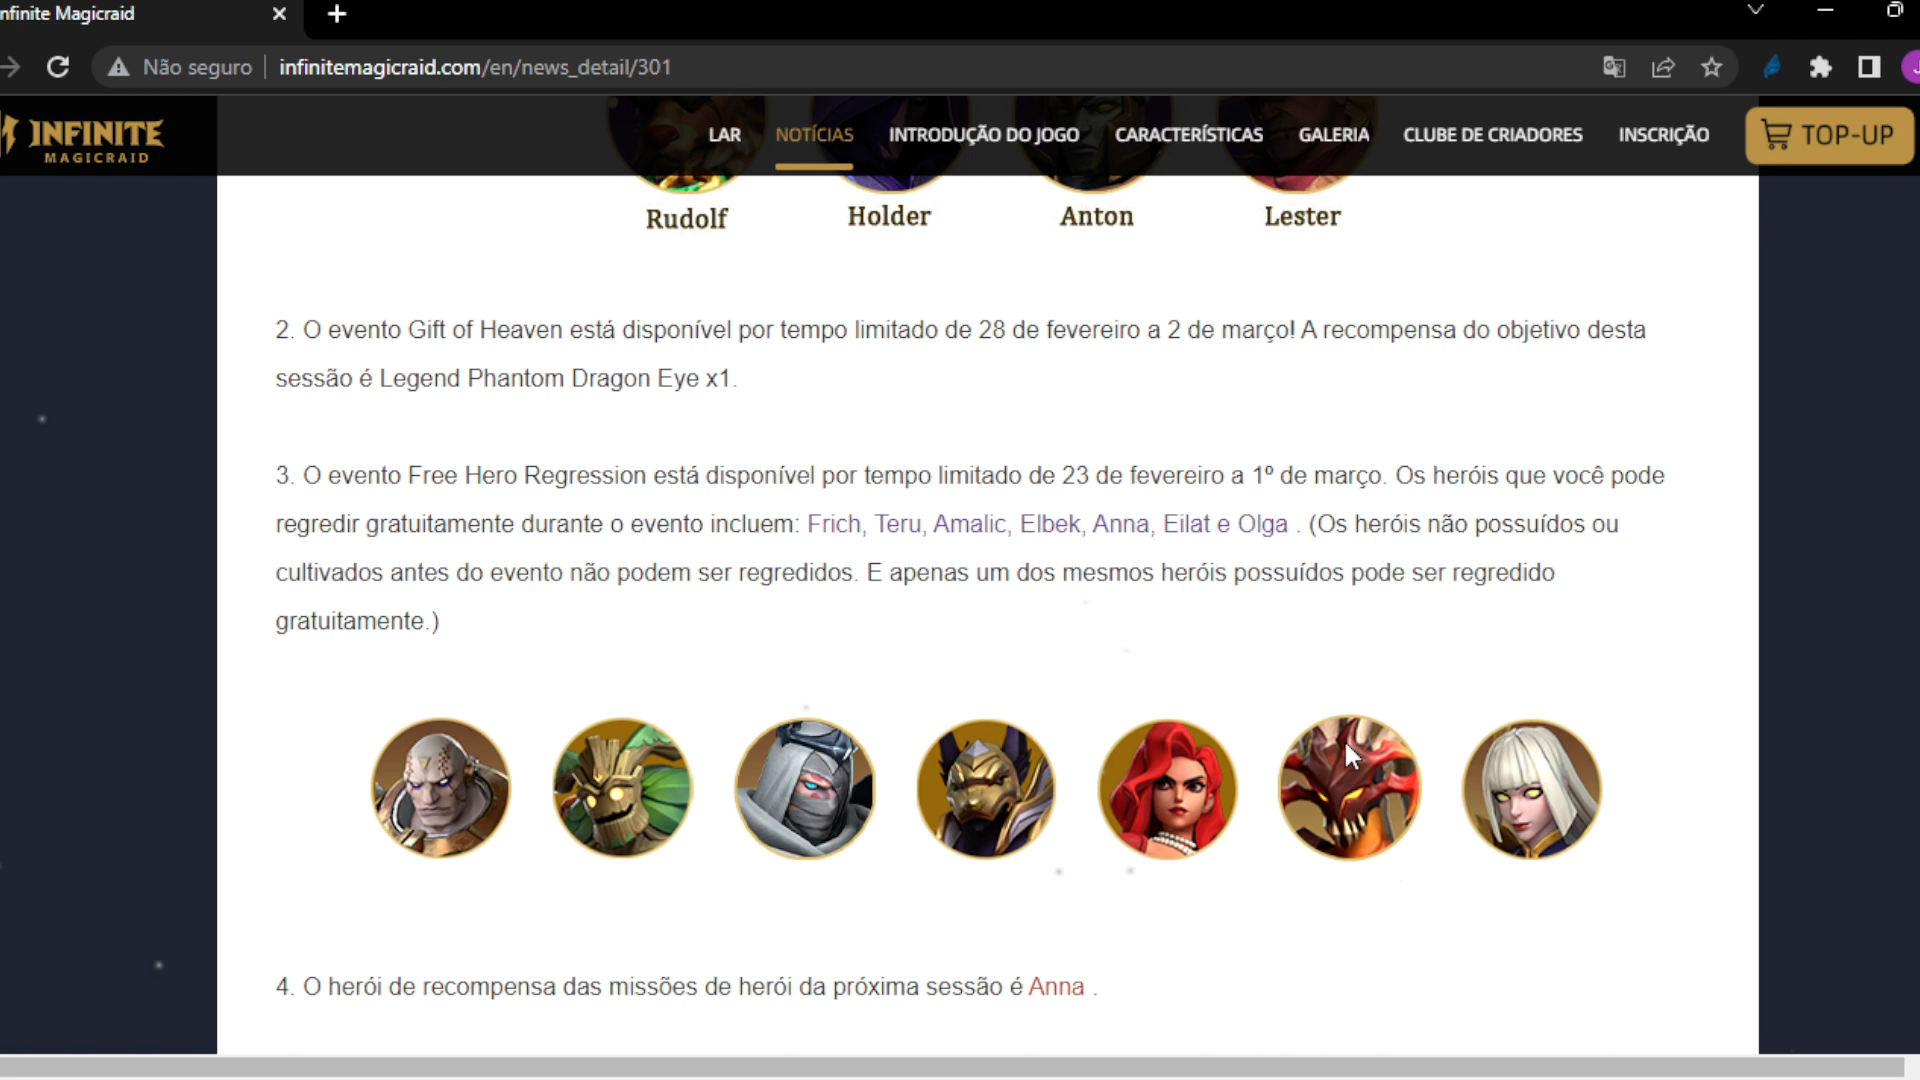 nfinite Magicraid
Não seguro infinitemagicraid.com/en/news_detail/301
INFINITE
MAGICRAID
LAR NOTÍCIAS INTRODUÇÃO DO JOGO CARACTERÍSTICAS GALERIA CLUBE DE CRIADORES INSCRIÇÃO TOP-UP
Rudolf Holder Anton Lester
2. O evento Gift of Heaven está disponível por tempo limitado de 28 de fevereiro a 2 de março! A recompensa do objetivo desta
sessão é Legend Phantom Dragon Eye x1.
3. O evento Free Hero Regression está disponível por tempo limitado de 23 de fevereiro a 1º de março. Os heróis que você pode
regredir gratuitamente durante o evento incluem: Frich, Teru, Amalic, Elbek, Anna, Eilat e Olga . (Os heróis não possuídos ou
cultivados antes do evento não podem ser regredidos. E apenas um dos mesmos heróis possuídos pode ser regredido
gratuitamente.)
4. O herói de recompensa das missões de herói da próxima sessão é Anna .